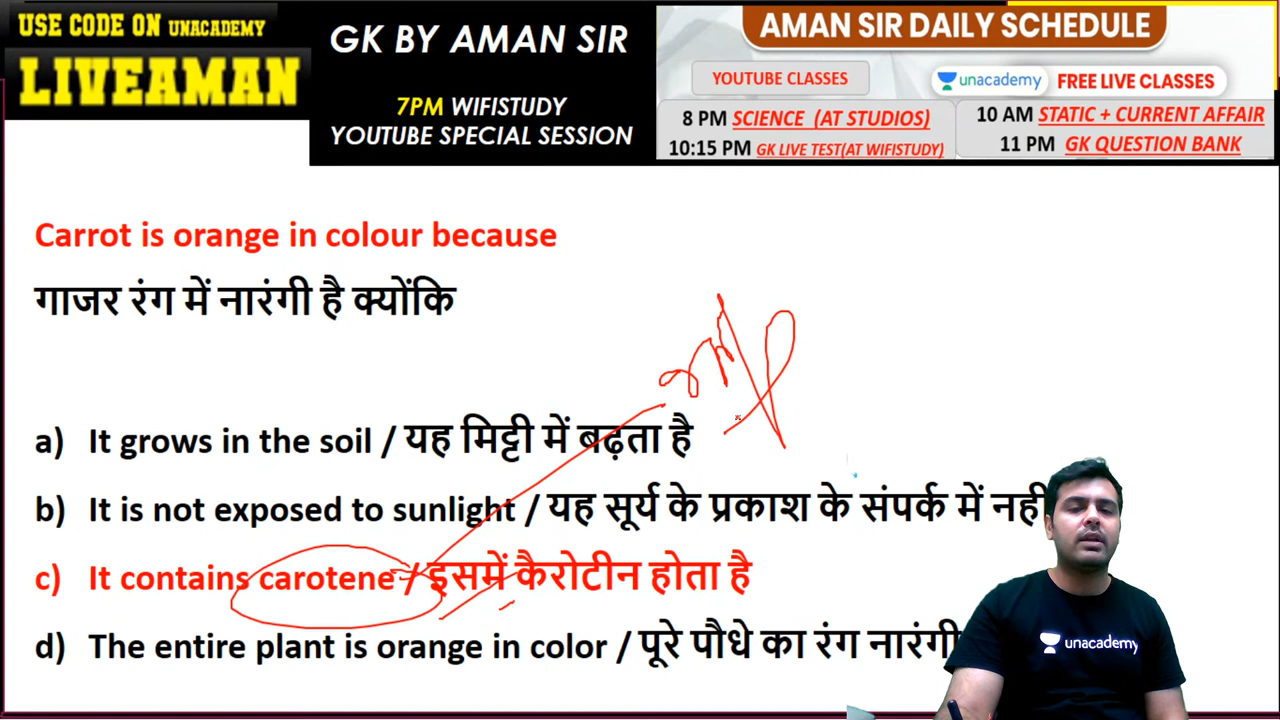 USE CODE ON UNACADEMY
LIVEAMAN
GK BY AMAN SIR
7PM WIFISTUDY
YOUTUBE SPECIAL SESSION
AMAN SIR DAILY SCHEDULE
YOUTUBE CLASSES
unacademy FREE LIVE CLASSES
8 PM SCIENCE (AT STUDIOS)
10:15 PM GK LIVE TEST(AT WIFISTUDY)
10 AM STATIC + CURRENT AFFAIR
11 PM GK QUESTION BANK
Carrot is orange in colour because
गाजर रंग में नारंगी है क्योंकि
a) It grows in the soil / यह मिट्टी में बढ़ता है
b) It is not exposed to sunlight / यह सूर्य के प्रकाश के संपर्क में नही
c) It contains carotene / इसमें कैरोटीन होता है
d) The entire plant is orange in color / पूरे पौधे का रंग नारंगी
unacademy